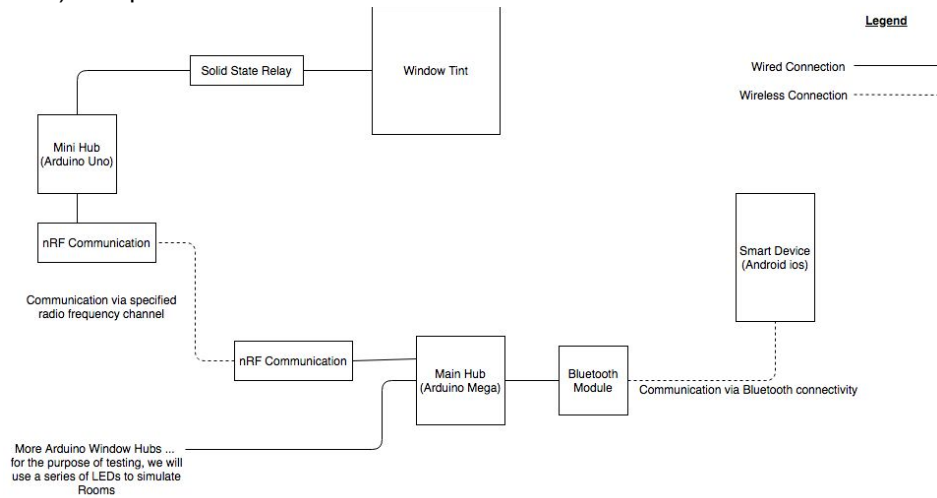 Legend
Solid State Relay
Window Tint
Wired Connection
Wireless Connection
Mini Hub
(Arduino Uno)
nRF Communication
Smart Device
(Android ios)
Communication via specified
radio frequency channel
nRF Communication
Main Hub
(Arduino Mega)
Bluetooth
Module
Communication via Bluetooth connectivity
More Arduino Window Hubs ...
for the purpose of testing, we will
use a series of LEDs to simulate
Rooms